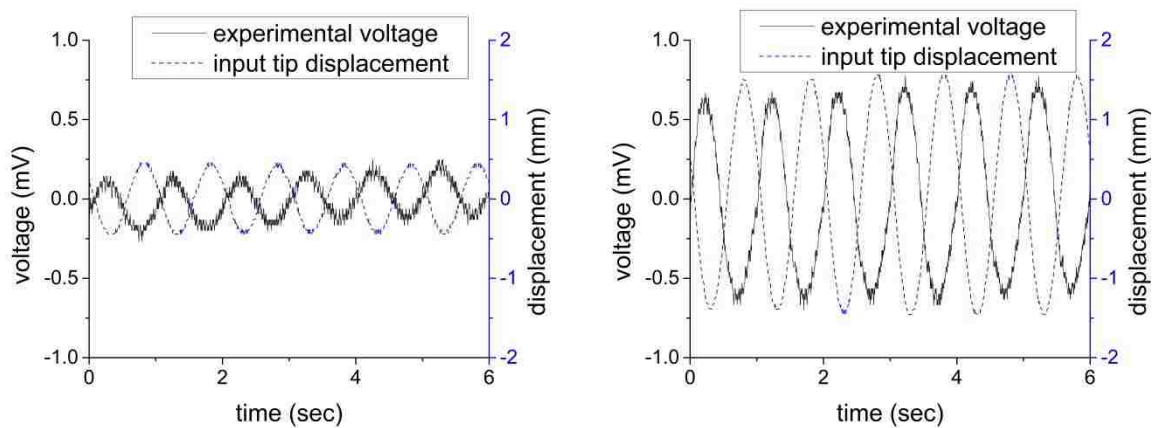 experimental voltage
input tip displacement
1.0
0.5
0.0
-0.5
-1.0
voltage (mV)
2
1
0
-1
-2
displacement (mm)
0 2 4 6
time (sec)
experimental voltage
input tip displacement
1.0
0.5
0.0
-0.5
-1.0
voltage (mV)
2
1
0
-1
-2
displacement (mm)
0 2 4 6
time (sec)